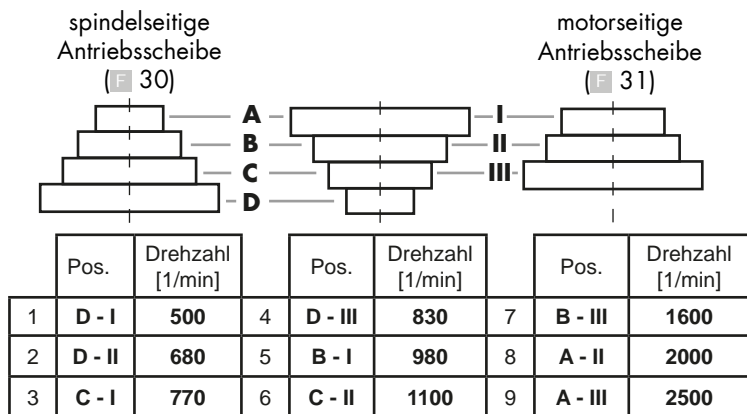 spindelseitige
Antriebsscheibe
(F 30)
motorseitige
Antriebsscheibe
(F 31)
A I
B II
C III
D
Pos. Drehzahl [1/min] Pos. Drehzahl [1/min] Pos. Drehzahl [1/min]
1 D - I 500 4 D - III 830 7 B - III 1600
2 D - II 680 5 B - I 980 8 A - II 2000
3 C - I 770 6 C - II 1100 9 A - III 2500